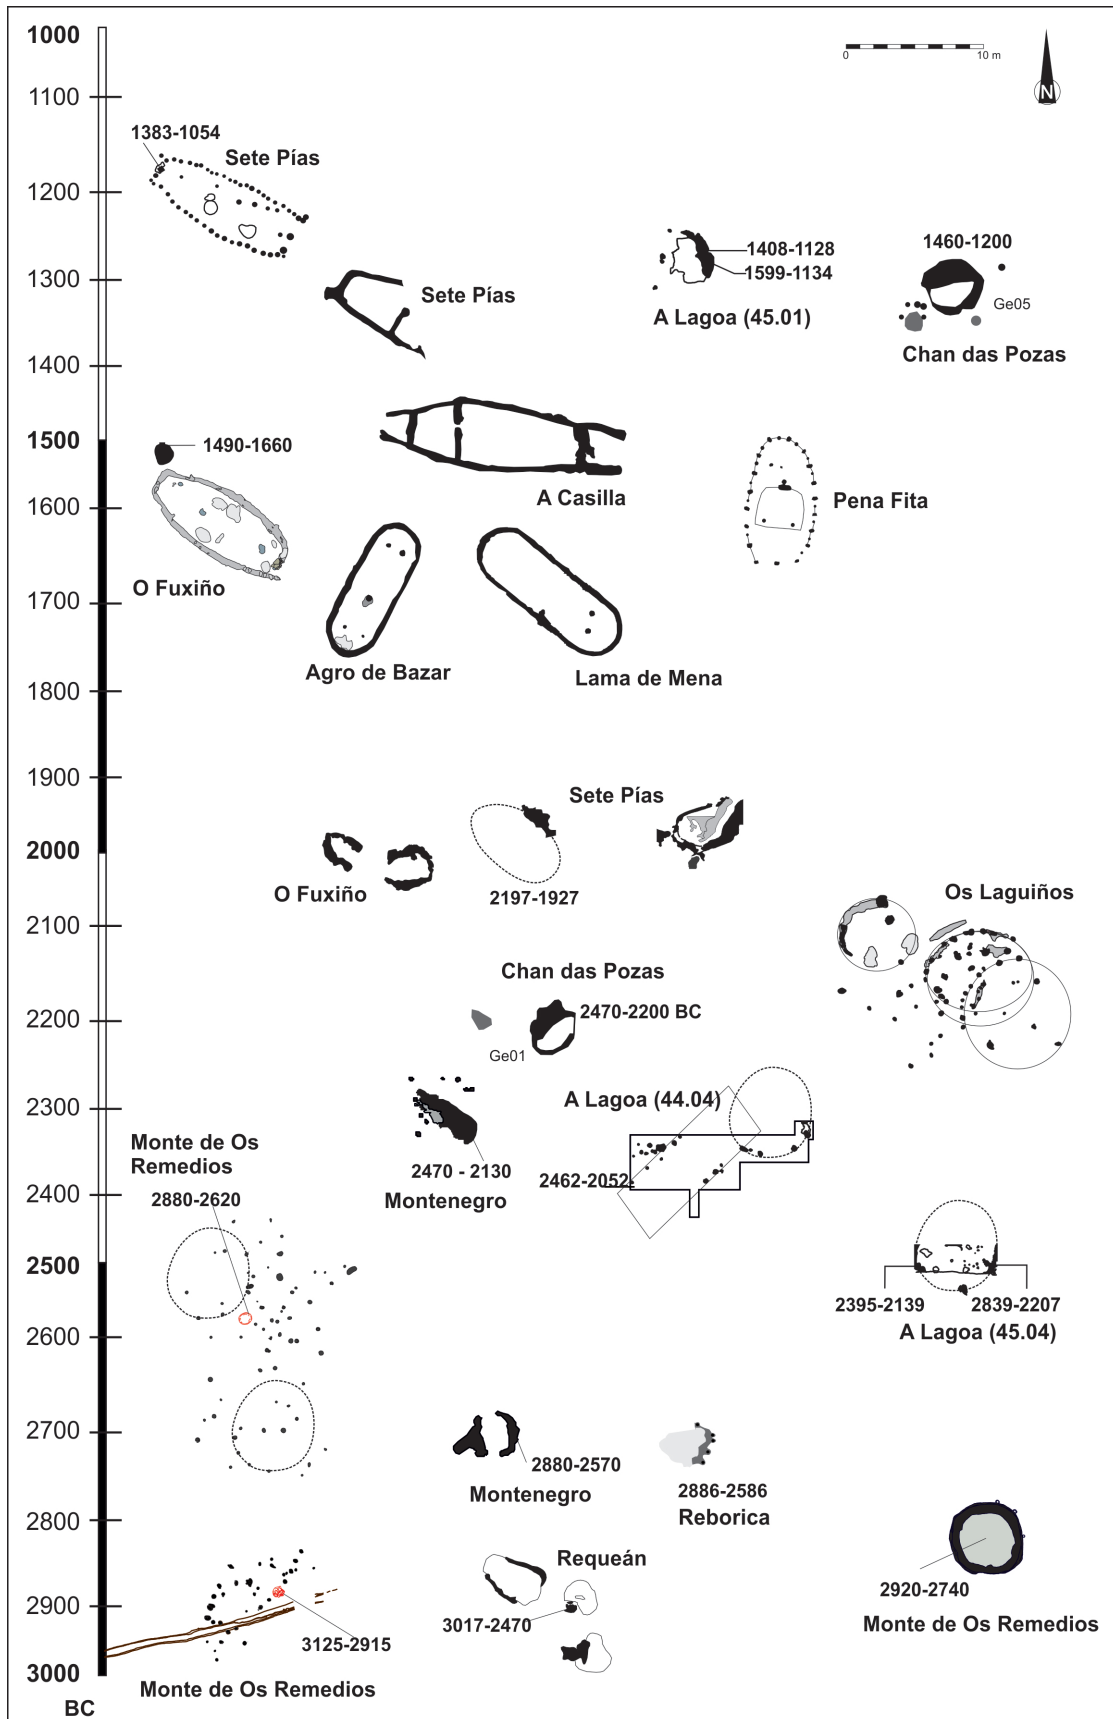 1000
0 10 m
N
1100
1383-1054
Sete Pías
1200
1408-1128
1599-1134
A Lagoa (45.01)
1460-1200
Ge05
Chan das Pozas
1300
Sete Pías
1400
1500
1490-1660
O Fuxiño
A Casilla
Pena Fita
1600
1700
Agro de Bazar
Lama de Mena
1800
1900
Sete Pías
2000
O Fuxiño
2197-1927
Os Laguiños
2100
Chan das Pozas
2470-2200 BC
Ge01
2200
2300
A Lagoa (44.04)
2462-2052
2470 - 2130
Montenegro
Monte de Os
Remedios
2880-2620
2400
2500
2395-2139
2839-2207
A Lagoa (45.04)
2600
2700
2880-2570
Montenegro
2886-2586
Reborica
2800
Requeán
3017-2470
2920-2740
Monte de Os Remedios
2900
3125-2915
Monte de Os Remedios
3000
BC